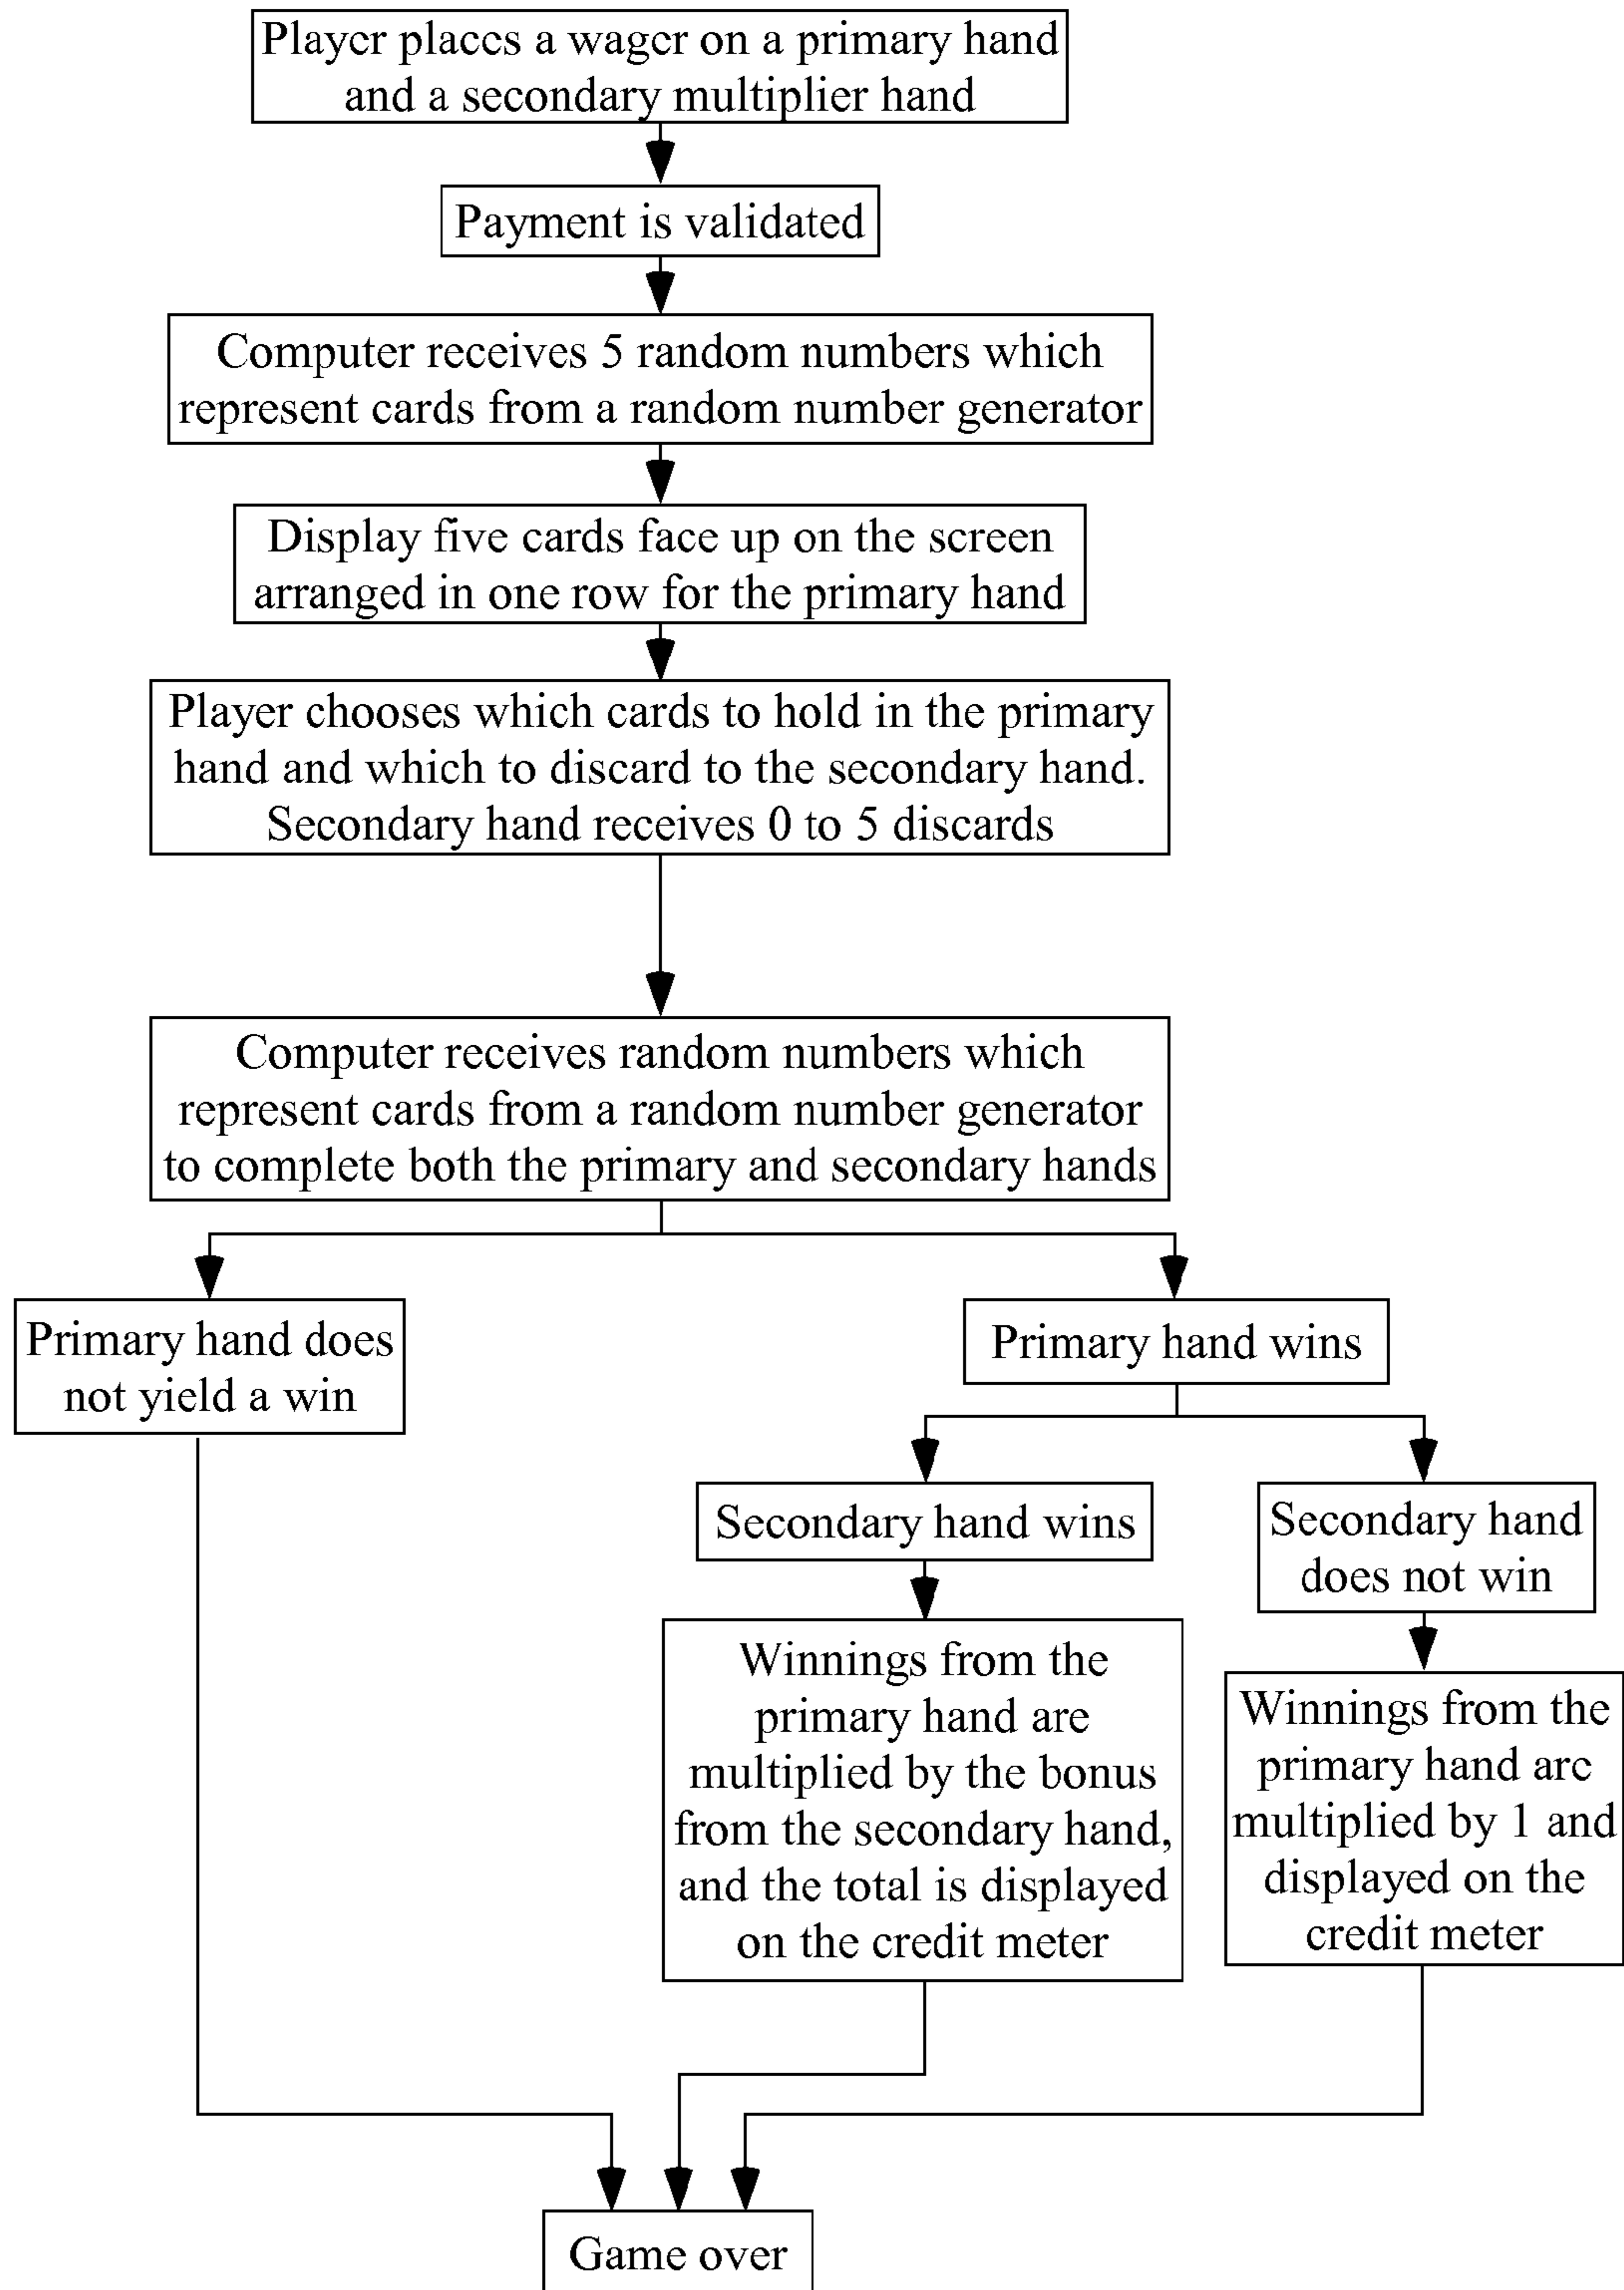 Player places a wager on a primary hand
and a secondary multiplier hand
Payment is validated
Computer receives 5 random numbers which
represent cards from a random number generator
Display five cards face up on the screen
arranged in one row for the primary hand
Player chooses which cards to hold in the primary
hand and which to discard to the secondary hand.
Secondary hand receives 0 to 5 discards
Computer receives random numbers which
represent cards from a random number generator
to complete both the primary and secondary hands
Primary hand does
not yield a win
Primary hand wins
Secondary hand wins
Secondary hand
does not win
Winnings from the
primary hand are
multiplied by the bonus
from the secondary hand,
and the total is displayed
on the credit meter
Winnings from the
primary hand are
multiplied by 1 and
displayed on the
credit meter
Game over